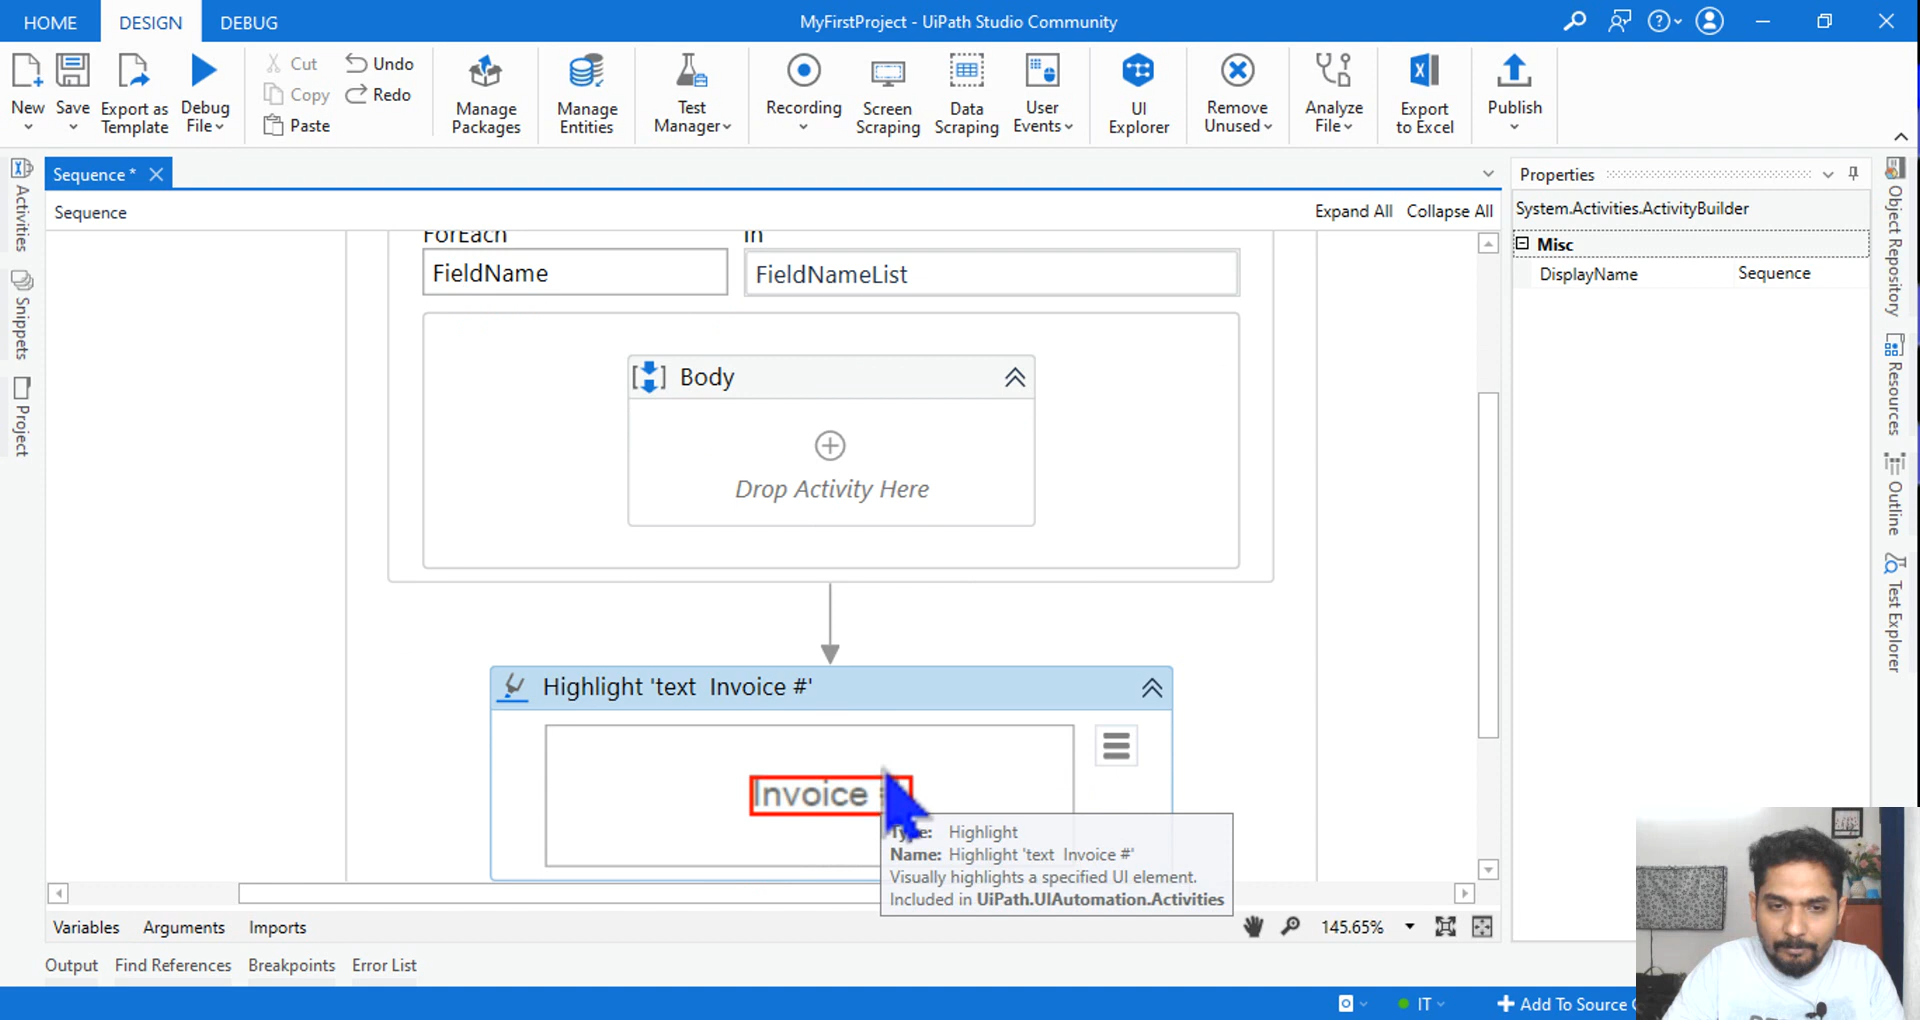 HOME DESIGN DEBUG MyFirstProject - UiPath Studio Community
New Save Export as Template Debug File Cut Copy Paste Undo Redo Manage Packages Manage Entities Test Manager Recording Screen Scraping Data Scraping User Events UI Explorer Remove Unused Analyze File Export to Excel Publish
Sequence *
Sequence Expand All Collapse All
Activities
Snippets
Project
ForEach In
FieldName FieldNameList
Body
Drop Activity Here
Highlight 'text Invoice #'
Invoice
Type: Highlight
Name: Highlight 'text Invoice #'
Visually highlights a specified UI element.
Included in UiPath.UIAutomation.Activities
Properties
System.Activities.ActivityBuilder
Misc
DisplayName Sequence
Object Repository
Resources
Outline
Test Explorer
Variables Arguments Imports 145.65%
Output Find References Breakpoints Error List
IT Add To Source